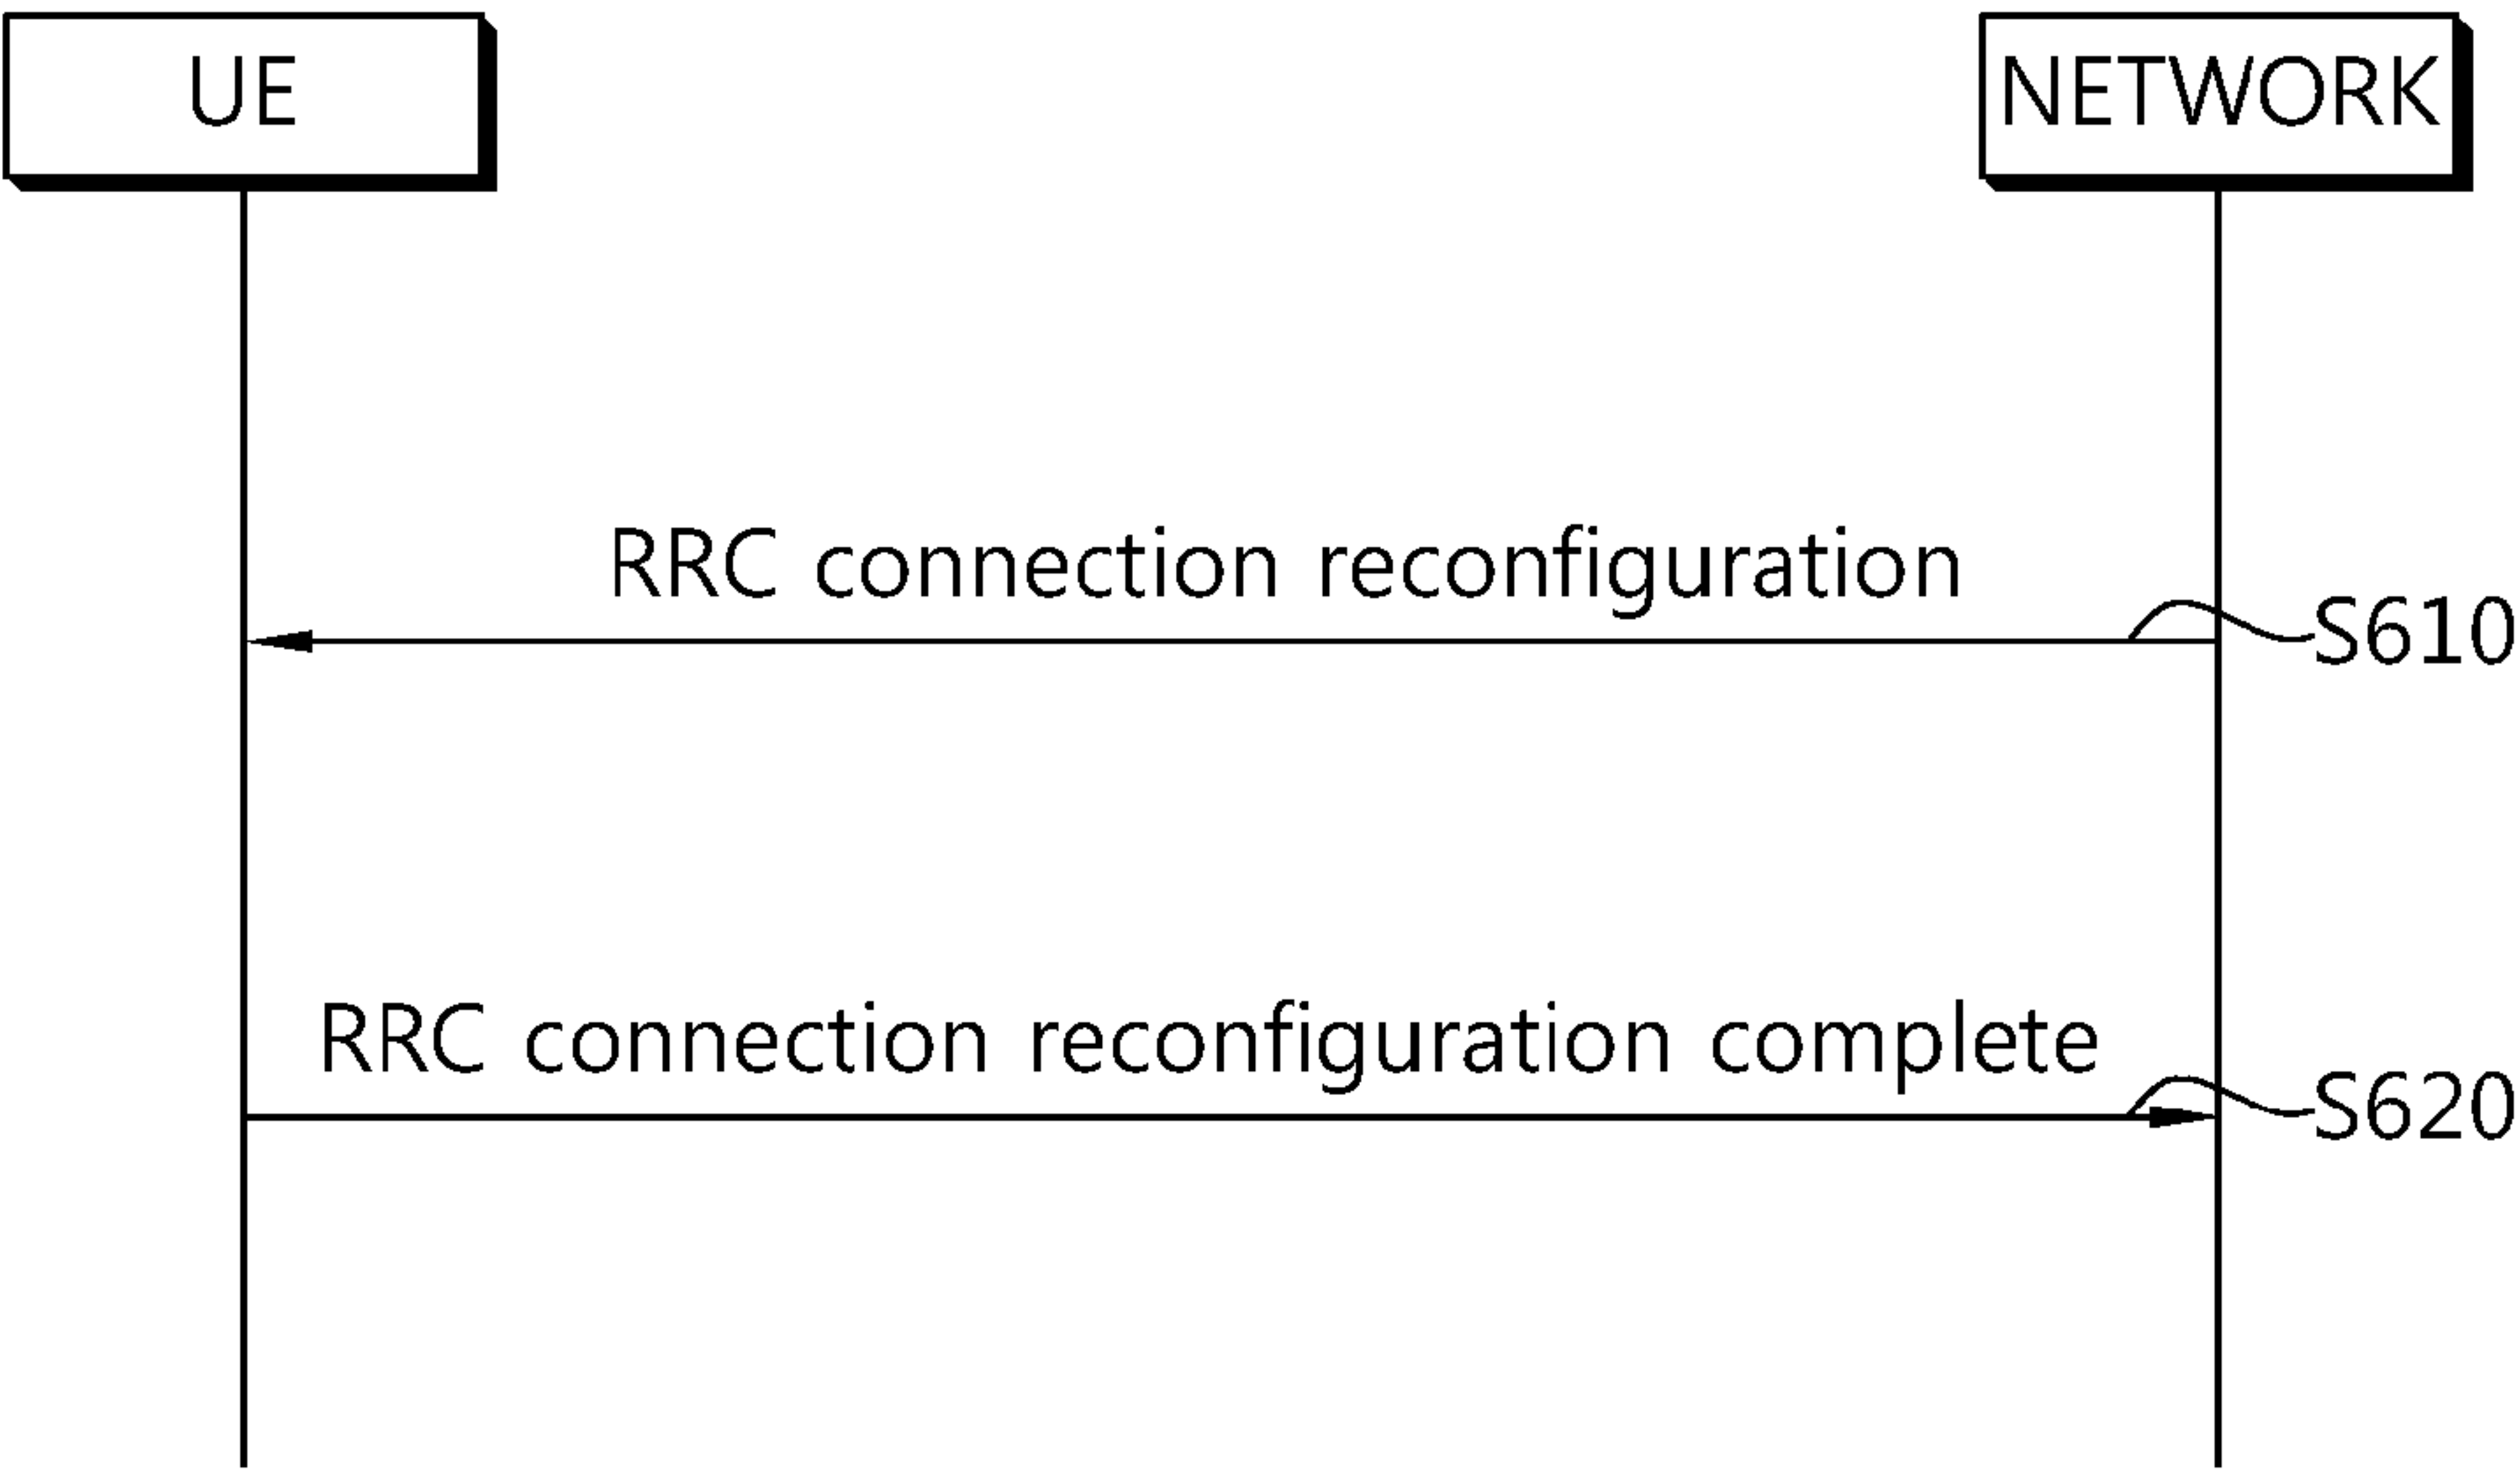 UE
NETWORK
RRC connection reconfiguration
S610
RRC connection reconfiguration complete
S620